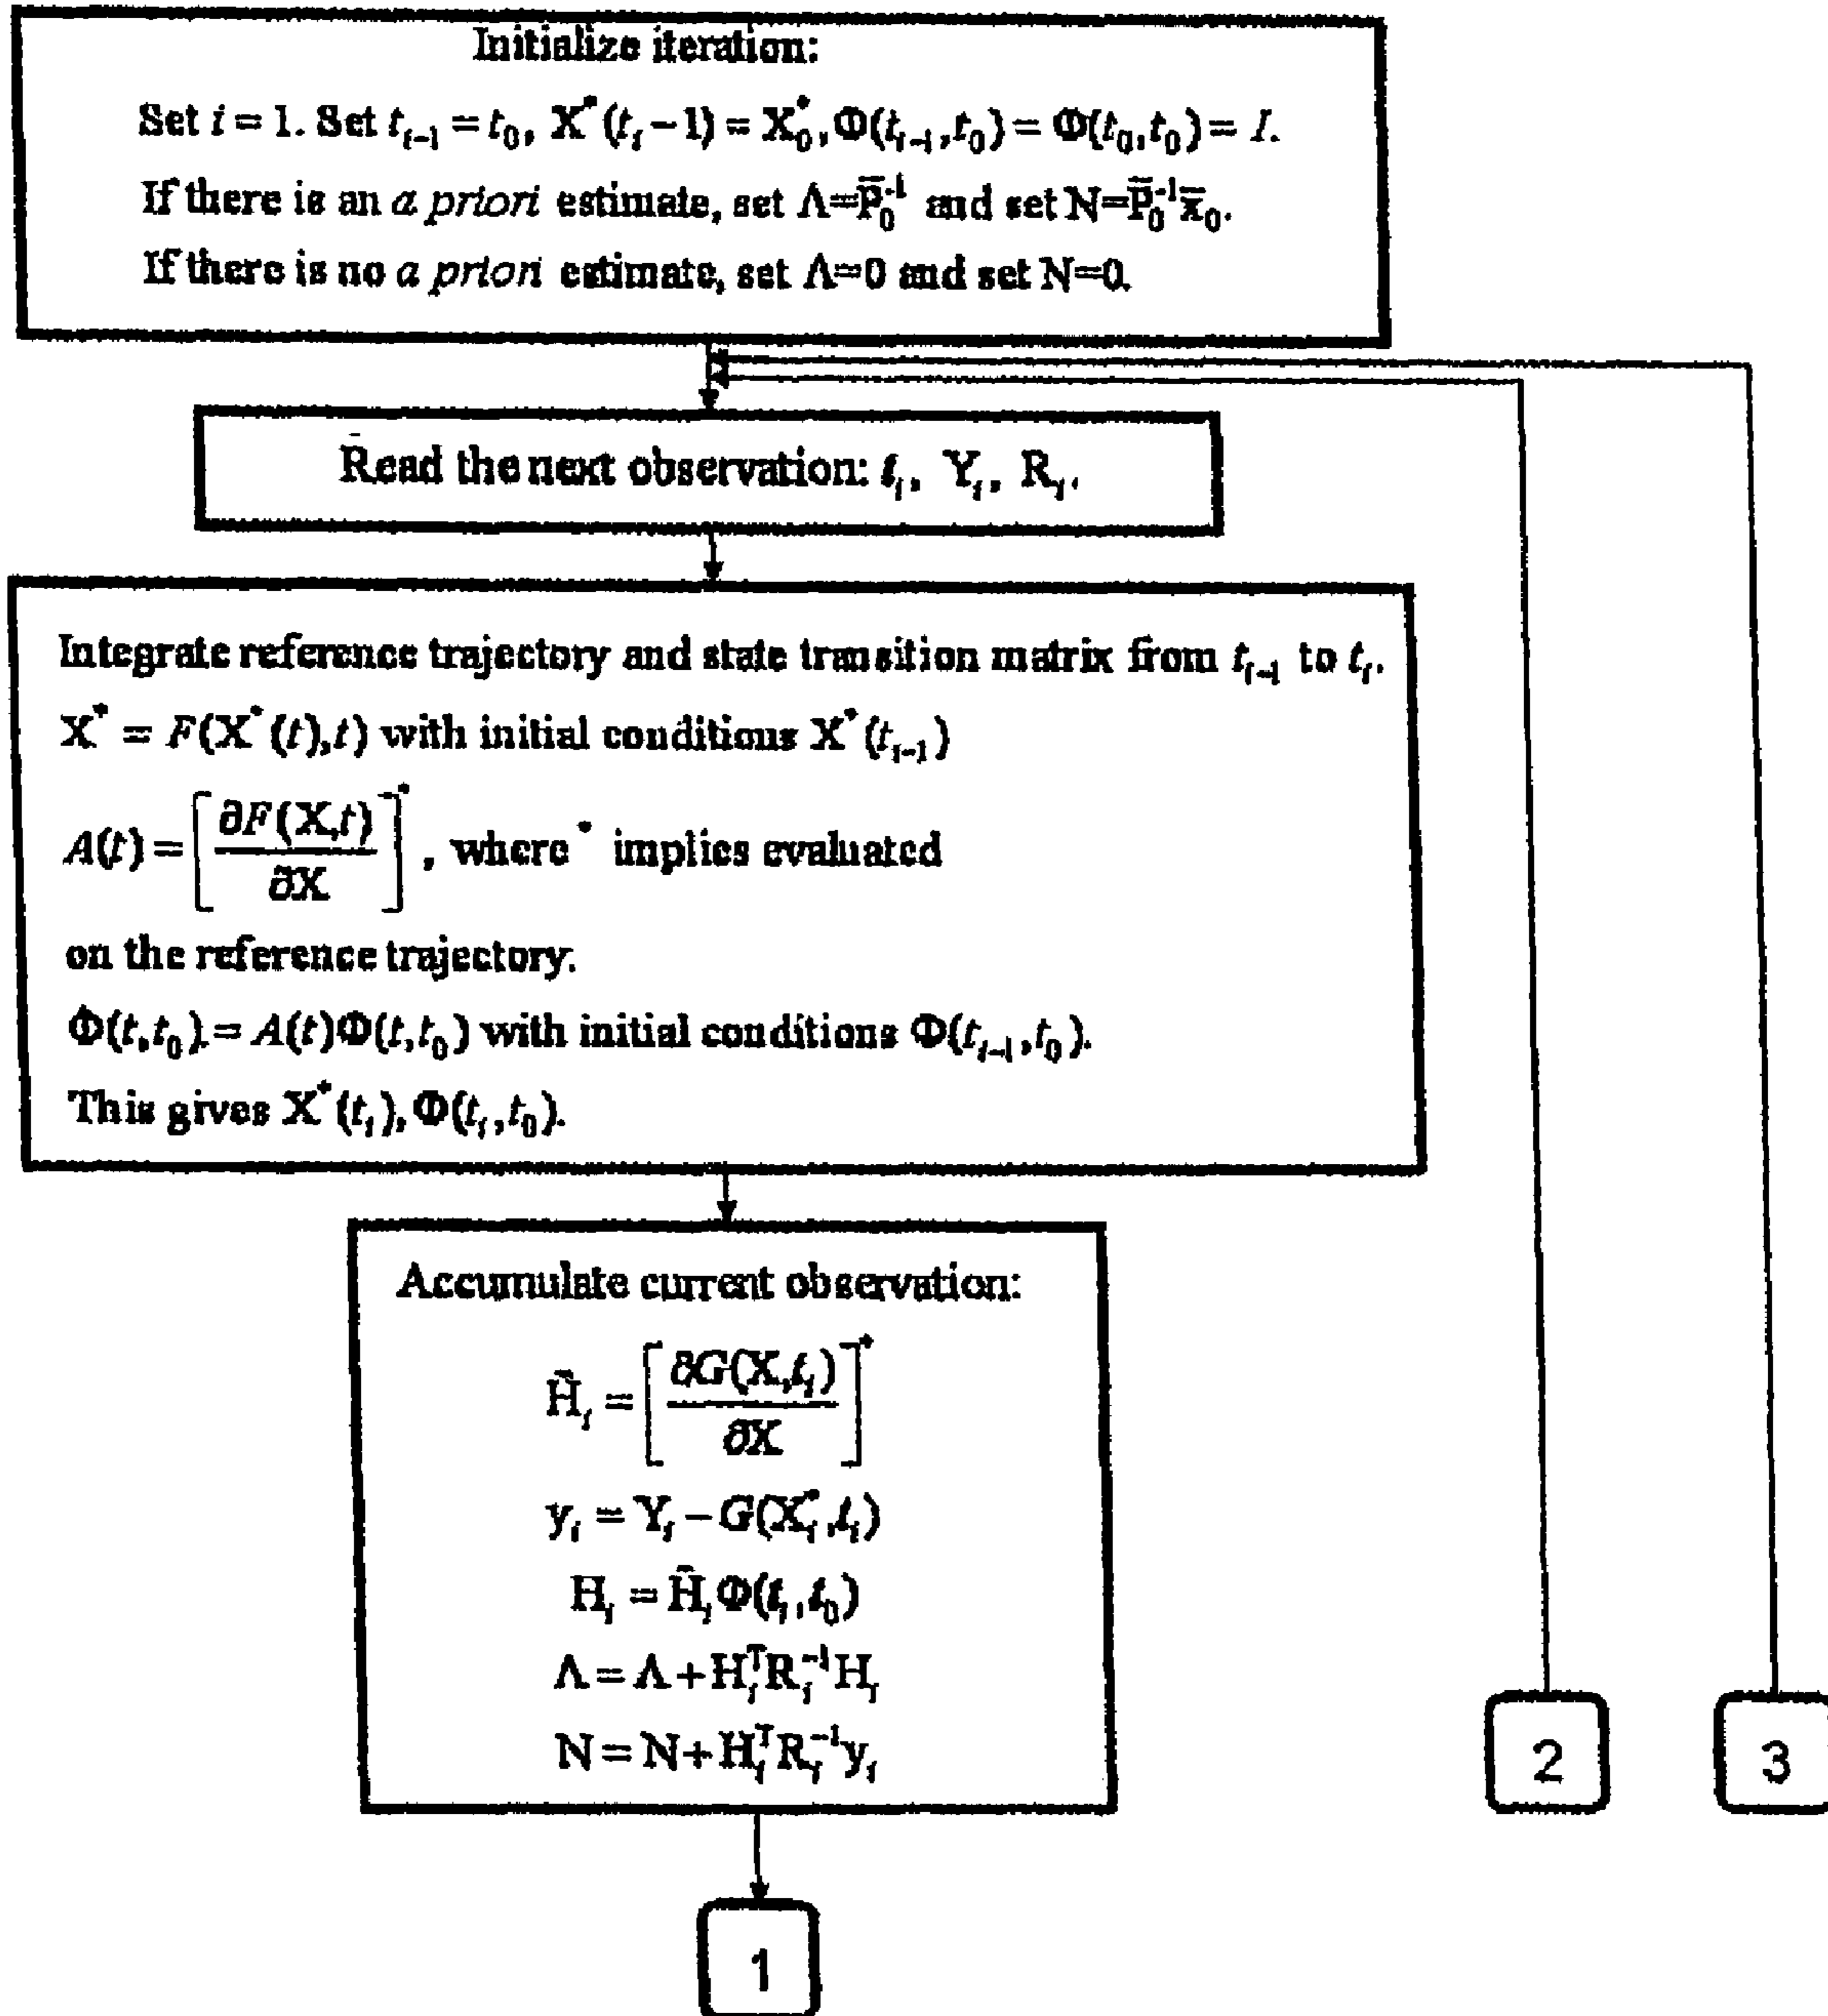 Initialize iteration:
Set i = 1. Set t_{i-1} = t_0, X^*(t_i - 1) = X_0^*, Φ(t_{i-1}, t_0) = Φ(t_0, t_0) = I.
If there is an a priori estimate, set Λ=P̄_0^{-1} and set N=P̄_0^{-1}x̄_0.
If there is no a priori estimate, set Λ=0 and set N=0.
Read the next observation: t_i, Y_i, R_i.
Integrate reference trajectory and state transition matrix from t_{i-1} to t_i.
X^* = F(X^*(t),t) with initial conditions X^*(t_{i-1})
A(t) = [∂F(X,t)/∂X]^*, where * implies evaluated
on the reference trajectory.
Φ(t,t_0) = A(t)Φ(t,t_0) with initial conditions Φ(t_{i-1},t_0).
This gives X^*(t_i), Φ(t_i,t_0).
Accumulate current observation:
H̃_i = [∂G(X,t_i)/∂X]^*
y_i = Y_i - G(X_i^*,t_i)
H_i = H̃_iΦ(t_i,t_0)
Λ = Λ + H_i^T R_i^{-1} H_i
N = N + H_i^T R_i^{-1} y_i
2
3
1